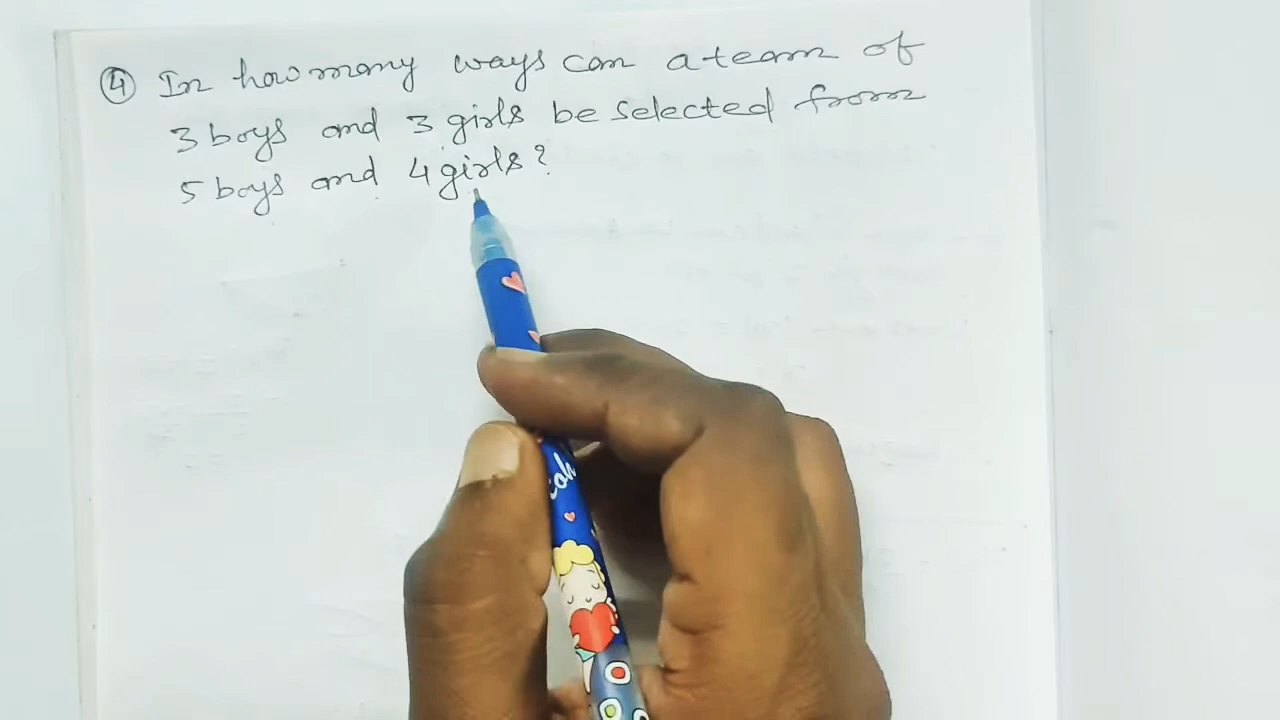 ④ In how many ways can a team of
3 boys and 3 girls be selected from
5 boys and 4 girls?